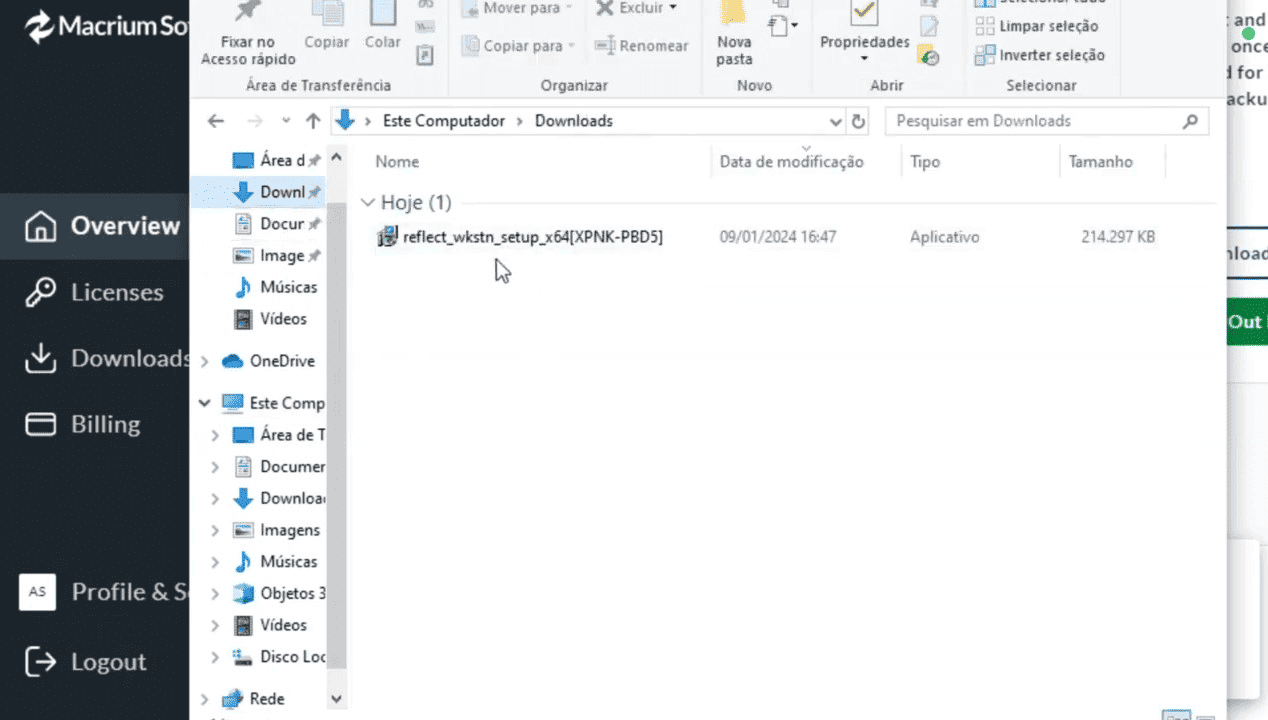 Macrium
Overview
Licenses
Downloads
Billing
AS
Profile &
Logout
Fixar no
Acesso rápido
Copiar
Colar
Área de Transferência
Mover para
Copiar para
Excluir
Renomear
Organizar
Nova
pasta
Novo
Propriedades
Abrir
Limpar seleção
Inverter seleção
Selecionar
Este Computador
Downloads
Pesquisar em Downloads
Área d
Downl
Docur
Image
Músicas
Vídeos
OneDrive
Este Comp
Área de T
Documer
Downloa
Imagens
Músicas
Objetos 3
Vídeos
Disco Loc
Rede
Nome
Data de modificação
Tipo
Tamanho
Hoje (1)
reflect_wkstn_setup_x64[XPNK-PBD5]
09/01/2024 16:47
Aplicativo
214.297 KB
and
once
for
acku
nload
Out